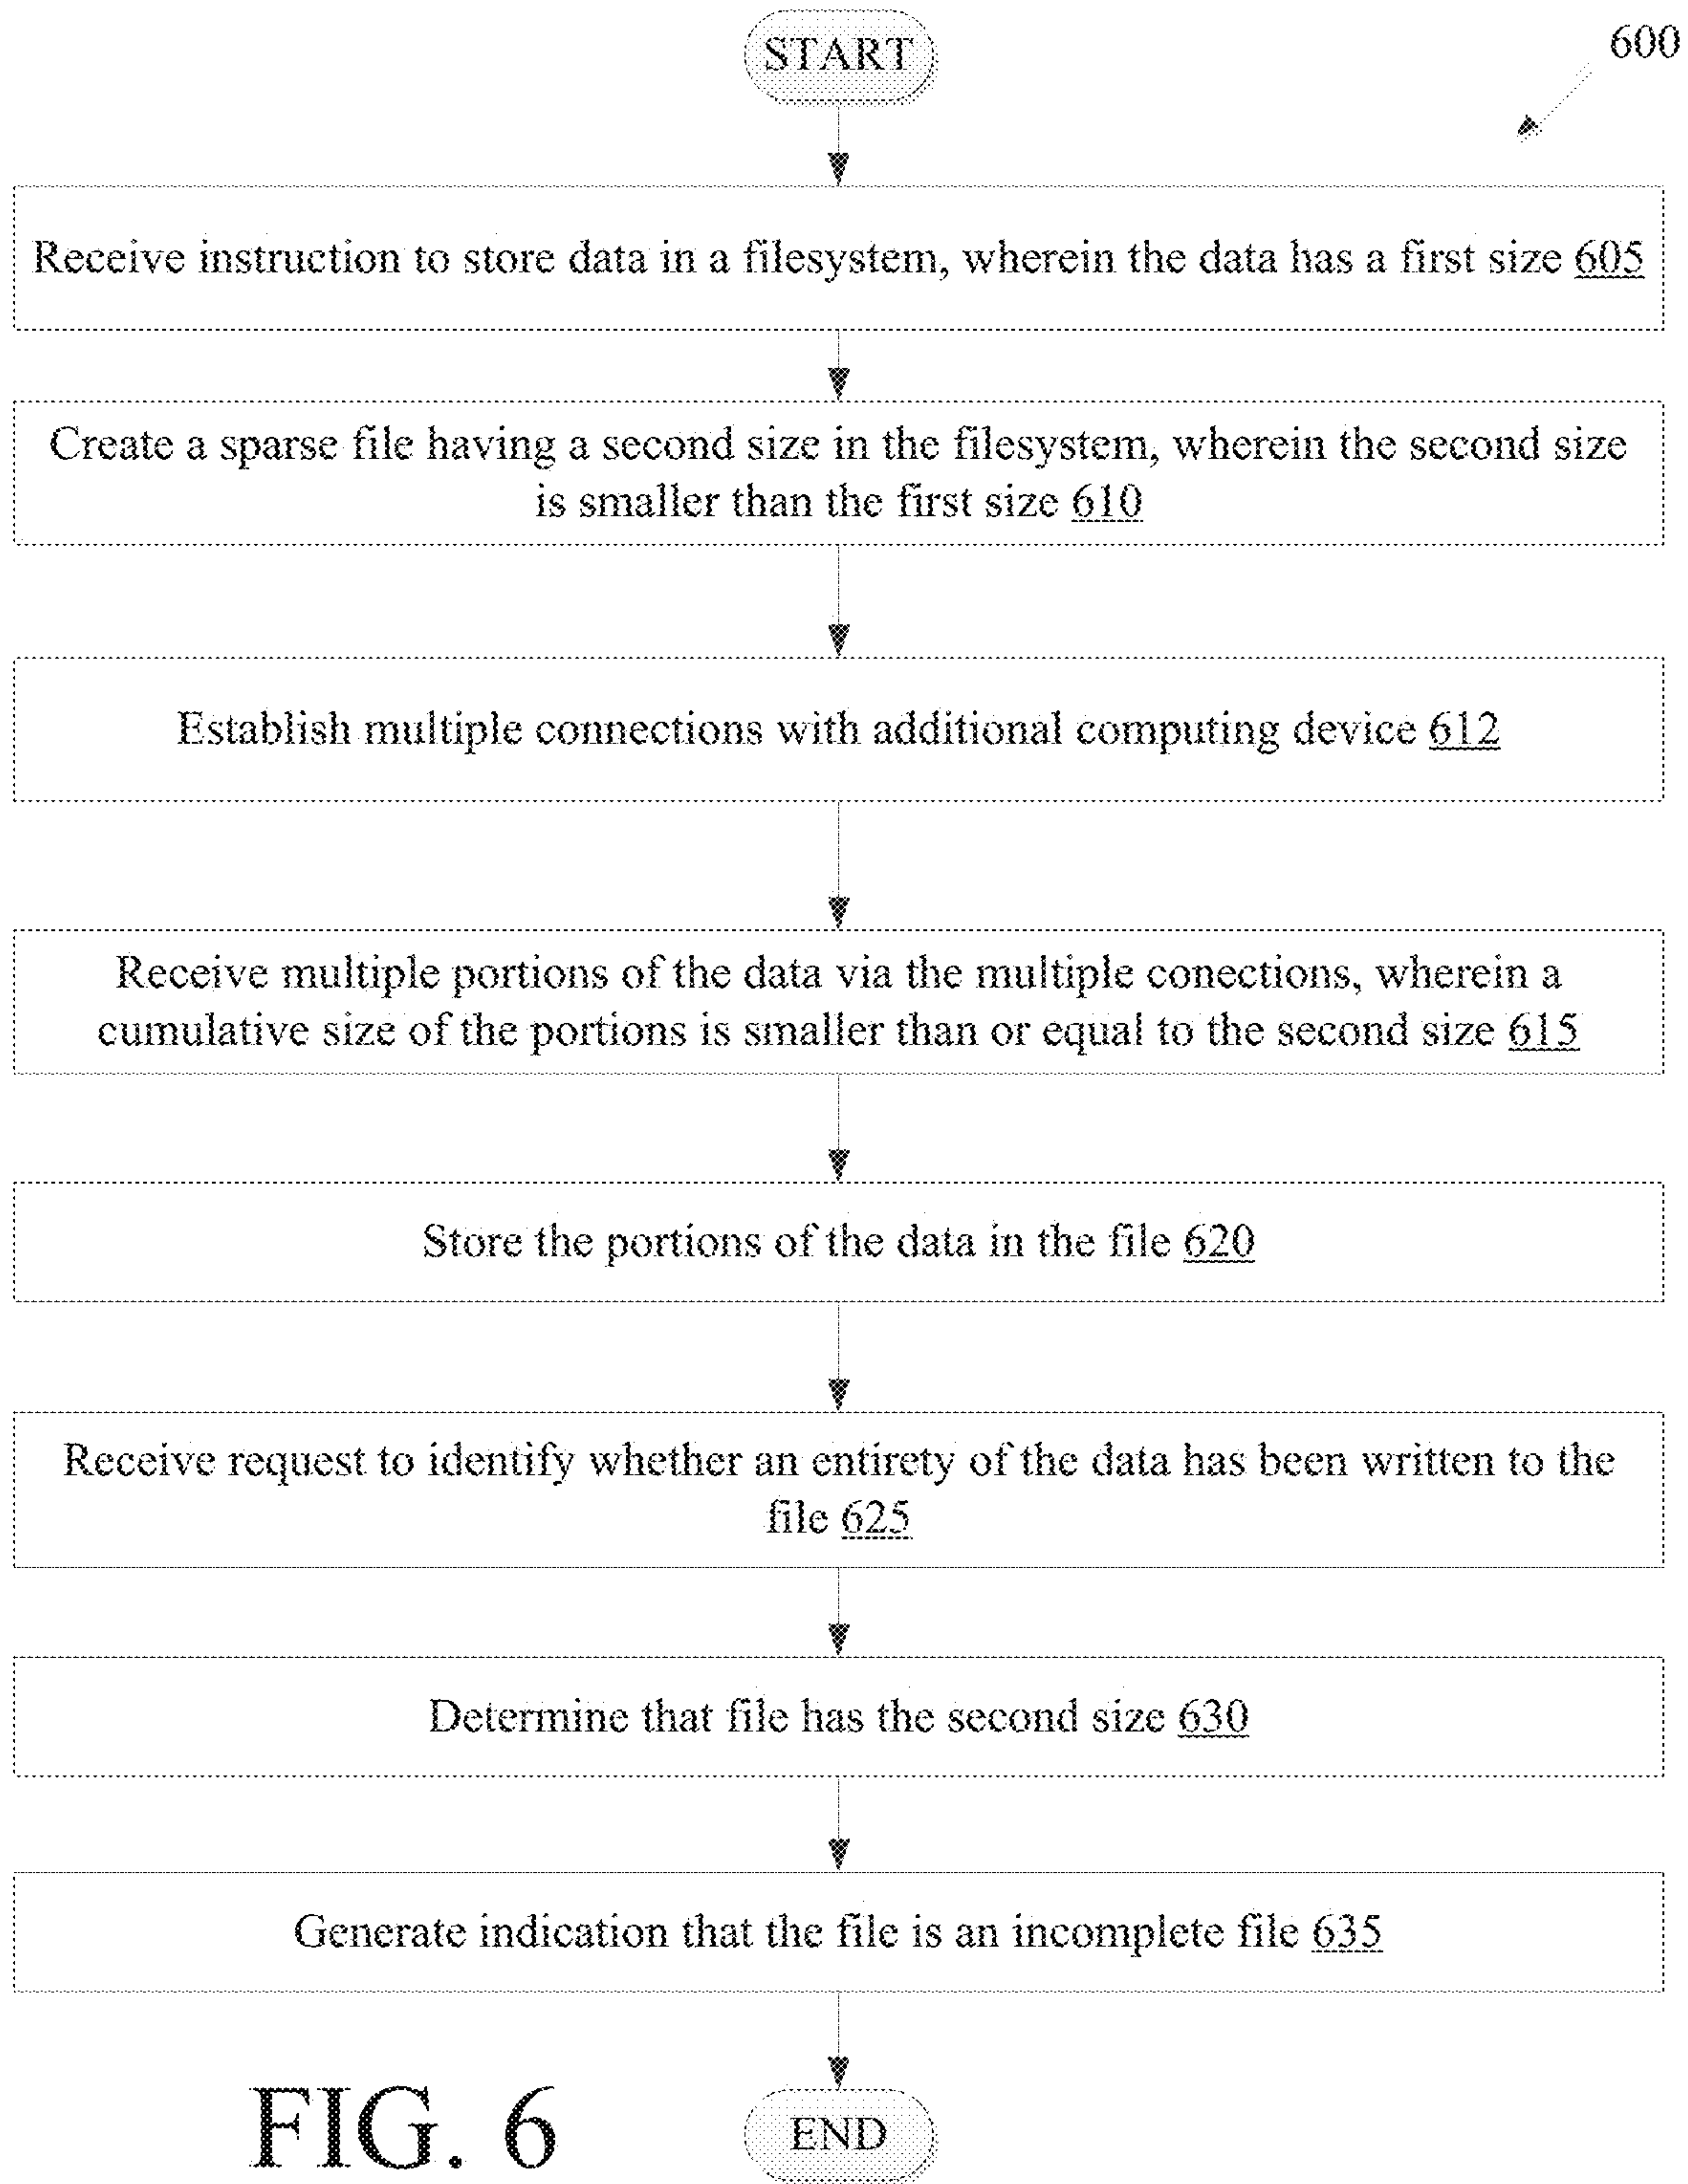 START
600
Receive instruction to store data in a filesystem, wherein the data has a first size 605
Create a sparse file having a second size in the filesystem, wherein the second size
is smaller than the first size 610
Establish multiple connections with additional computing device 612
Receive multiple portions of the data via the multiple conections, wherein a
cumulative size of the portions is smaller than or equal to the second size 615
Store the portions of the data in the file 620
Receive request to identify whether an entirety of the data has been written to the
file 625
Determine that file has the second size 630
Generate indication that the file is an incomplete file 635
END
FIG. 6